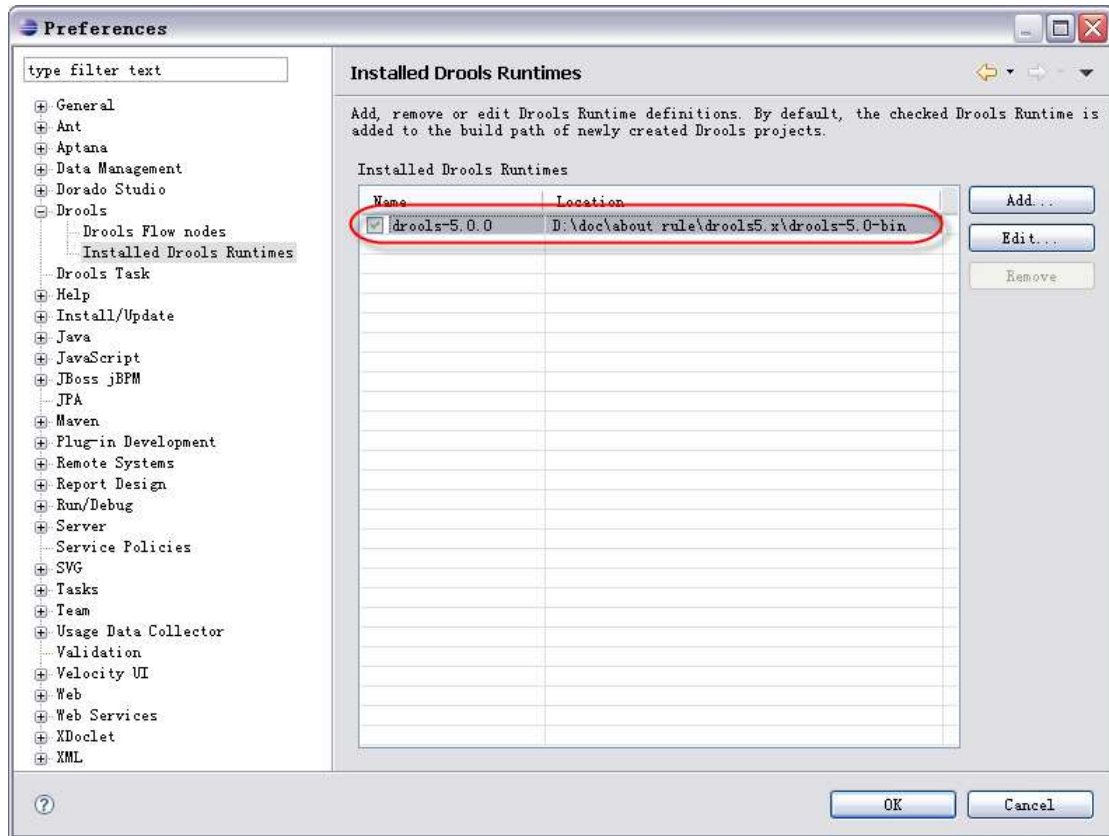 Preferences
type filter text
General
Ant
Aptana
Data Management
Dorado Studio
Drools
Drools Flow nodes
Installed Drools Runtimes
Drools Task
Help
Install/Update
Java
JavaScript
JBoss jBPM
JPA
Maven
Plug-in Development
Remote Systems
Report Design
Run/Debug
Server
Service Policies
SVG
Tasks
Team
Usage Data Collector
Validation
Velocity UI
Web
Web Services
XDoclet
XML
Installed Drools Runtimes
Add, remove or edit Drools Runtime definitions. By default, the checked Drools Runtime is
added to the build path of newly created Drools projects.
Installed Drools Runtimes
Name Location
drools-5.0.0 D:\doc\about rule\drools5.x\drools-5.0-bin
Add...
Edit...
Remove
OK Cancel